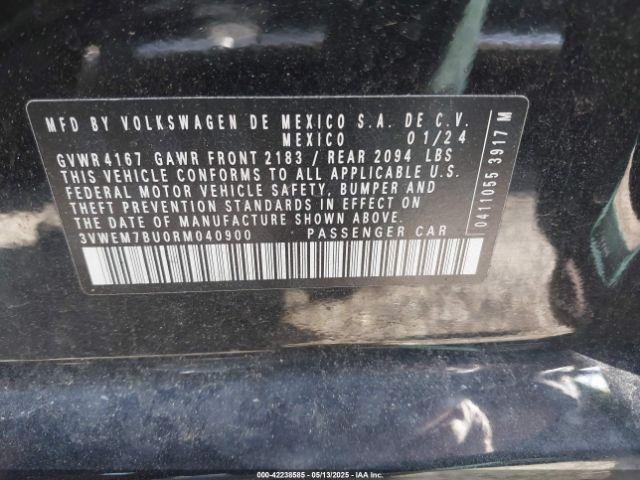 MFD BY VOLKSWAGEN DE MEXICO S.A. DE C.V.
MEXICO 01/24
GVWR 4167 GAWR FRONT 2183 / REAR 2094 LBS
THIS VEHICLE CONFORMS TO ALL APPLICABLE U.S.
FEDERAL MOTOR VEHICLE SAFETY, BUMPER AND
THEFT PREVENTION STANDARDS IN EFFECT ON
THE DATE OF MANUFACTURE SHOWN ABOVE.
3VWEM7BU0RM040900 PASSENGER CAR
0411055 3917 M
000-42238585 - 05/13/2025 - IAA Inc.